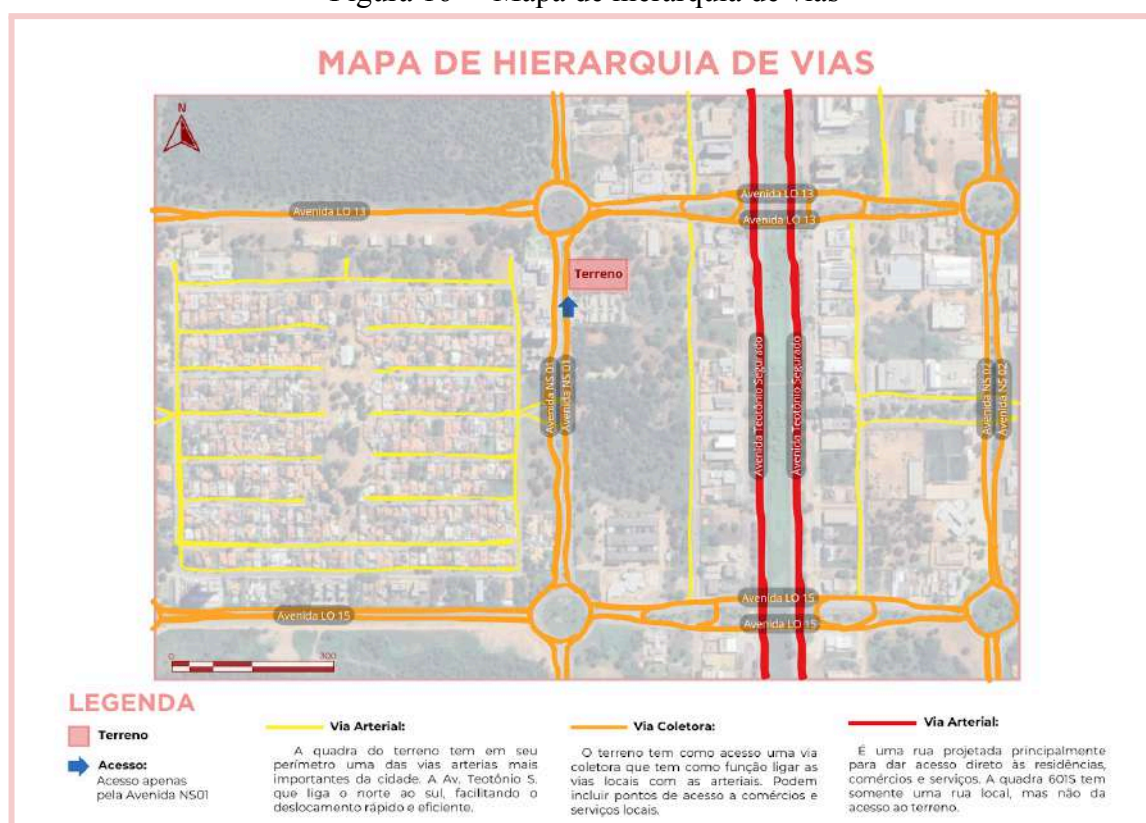 Figura 10 – Mapa de hierarquia de vias
MAPA DE HIERARQUIA DE VIAS
N
Avenida LO 13
Avenida LO 13
Avenida LO 13
Terreno
Avenida NS 01
Avenida NS 01
Avenida Teotônio Segurado
Avenida Teotônio Segurado
Avenida NS 02
Avenida NS 02
Avenida LO 15
Avenida LO 15
Avenida LO 15
0 300
LEGENDA
Terreno
Acesso:
Acesso apenas
pela Avenida NS01
Via Arterial:
A quadra do terreno tem em seu
perímetro uma das vias arterias mais
importantes da cidade. A Av. Teotônio S.
que liga o norte ao sul, facilitando o
deslocamento rápido e eficiente.
Via Coletora:
O terreno tem como acesso uma via
coletora que tem como função ligar as
vias locais com as arteriais. Podem
incluir pontos de acesso a comércios e
serviços locais.
Via Arterial:
É uma rua projetada principalmente
para dar acesso direto às residências,
comércios e serviços. A quadra 601S tem
somente uma rua local, mas não da
acesso ao terreno.